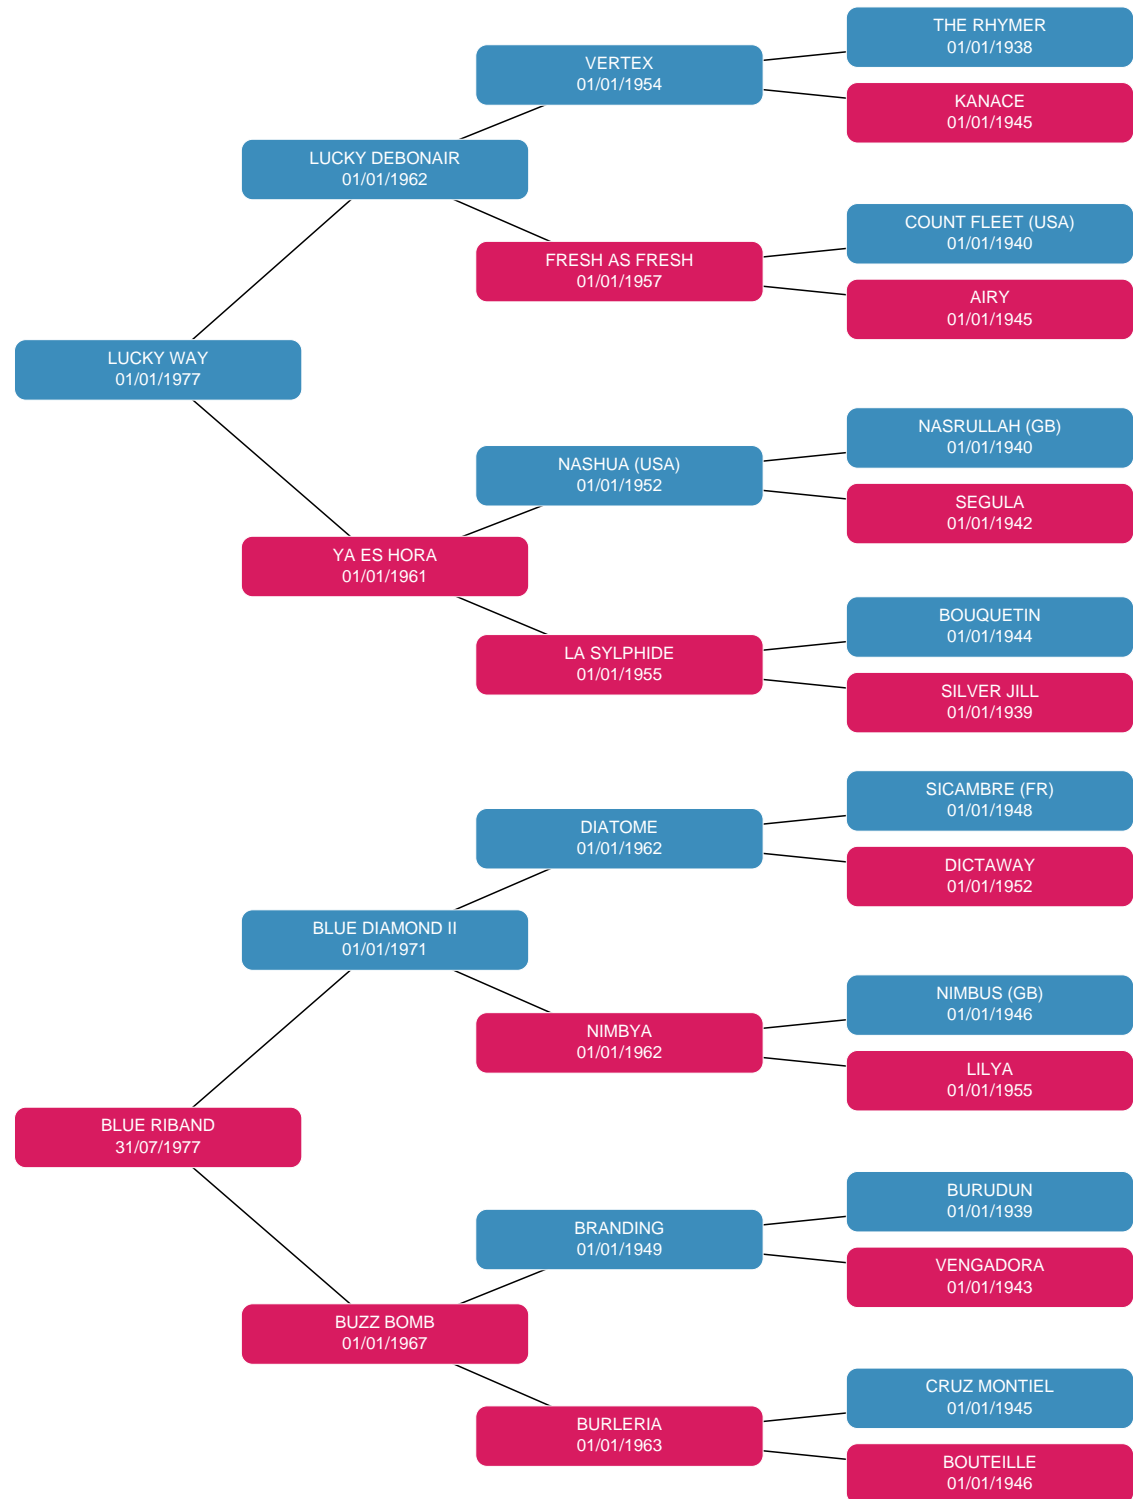 THE RHYMER
01/01/1938
VERTEX
01/01/1954
KANACE
01/01/1945
LUCKY DEBONAIR
01/01/1962
COUNT FLEET (USA)
01/01/1940
FRESH AS FRESH
01/01/1957
AIRY
01/01/1945
LUCKY WAY
01/01/1977
NASRULLAH (GB)
01/01/1940
NASHUA (USA)
01/01/1952
SEGULA
01/01/1942
YA ES HORA
01/01/1961
BOUQUETIN
01/01/1944
LA SYLPHIDE
01/01/1955
SILVER JILL
01/01/1939
SICAMBRE (FR)
01/01/1948
DIATOME
01/01/1962
DICTAWAY
01/01/1952
BLUE DIAMOND II
01/01/1971
NIMBUS (GB)
01/01/1946
NIMBYA
01/01/1962
LILYA
01/01/1955
BLUE RIBAND
31/07/1977
BURUDUN
01/01/1939
BRANDING
01/01/1949
VENGADORA
01/01/1943
BUZZ BOMB
01/01/1967
CRUZ MONTIEL
01/01/1945
BURLERIA
01/01/1963
BOUTEILLE
01/01/1946